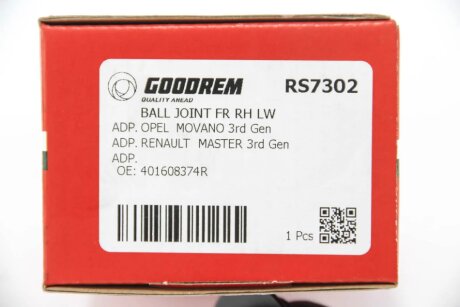 GOODREM RS7302
QUALITY AHEAD
BALL JOINT FR RH LW
ADP. OPEL MOVANO 3rd Gen
ADP. RENAULT MASTER 3rd Gen
ADP.
OE: 401608374R
1 Pcs